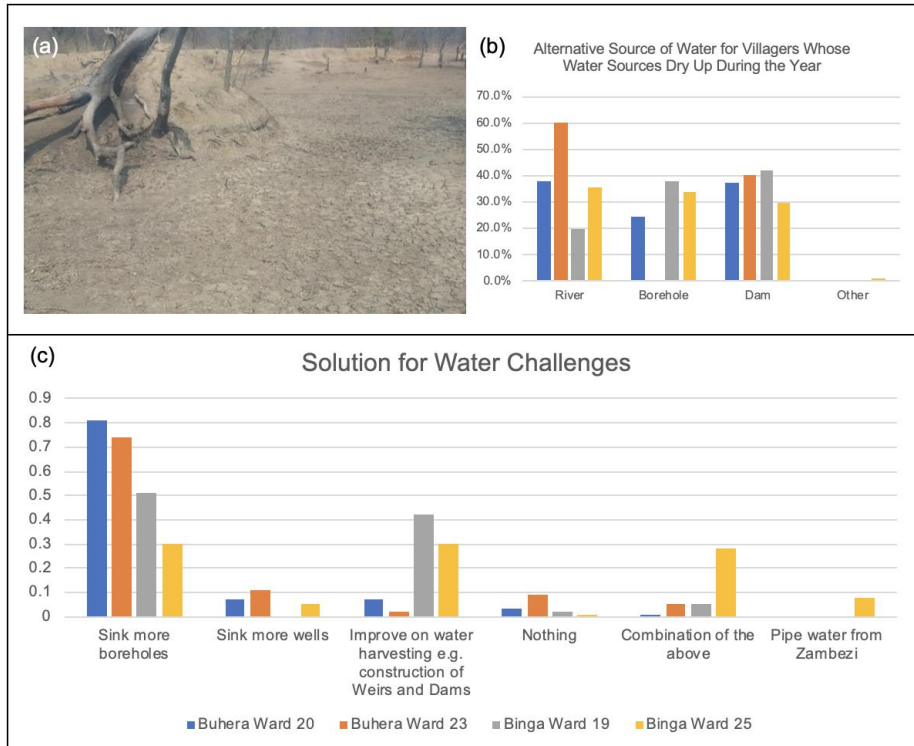 (a)
(b)
Alternative Source of Water for Villagers Whose
Water Sources Dry Up During the Year
70.0%
60.0%
50.0%
40.0%
30.0%
20.0%
10.0%
0.0%
River Borehole Dam Other
(c)
Solution for Water Challenges
0.9
0.8
0.7
0.6
0.5
0.4
0.3
0.2
0.1
0
Sink more
boreholes
Sink more wells
Improve on water
harvesting e.g.
construction of
Weirs and Dams
Nothing
Combination of the
above
Pipe water from
Zambezi
Buhera Ward 20 Buhera Ward 23 Binga Ward 19 Binga Ward 25